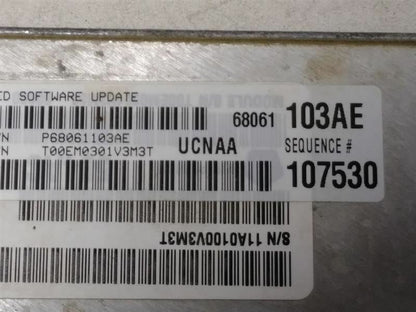 ED SOFTWARE UPDATE
68061 103AE
N P68061103AE
N T00EM0301V3M3T
UCNAA
SEQUENCE #
107530
S/N 11A0100V3M3T